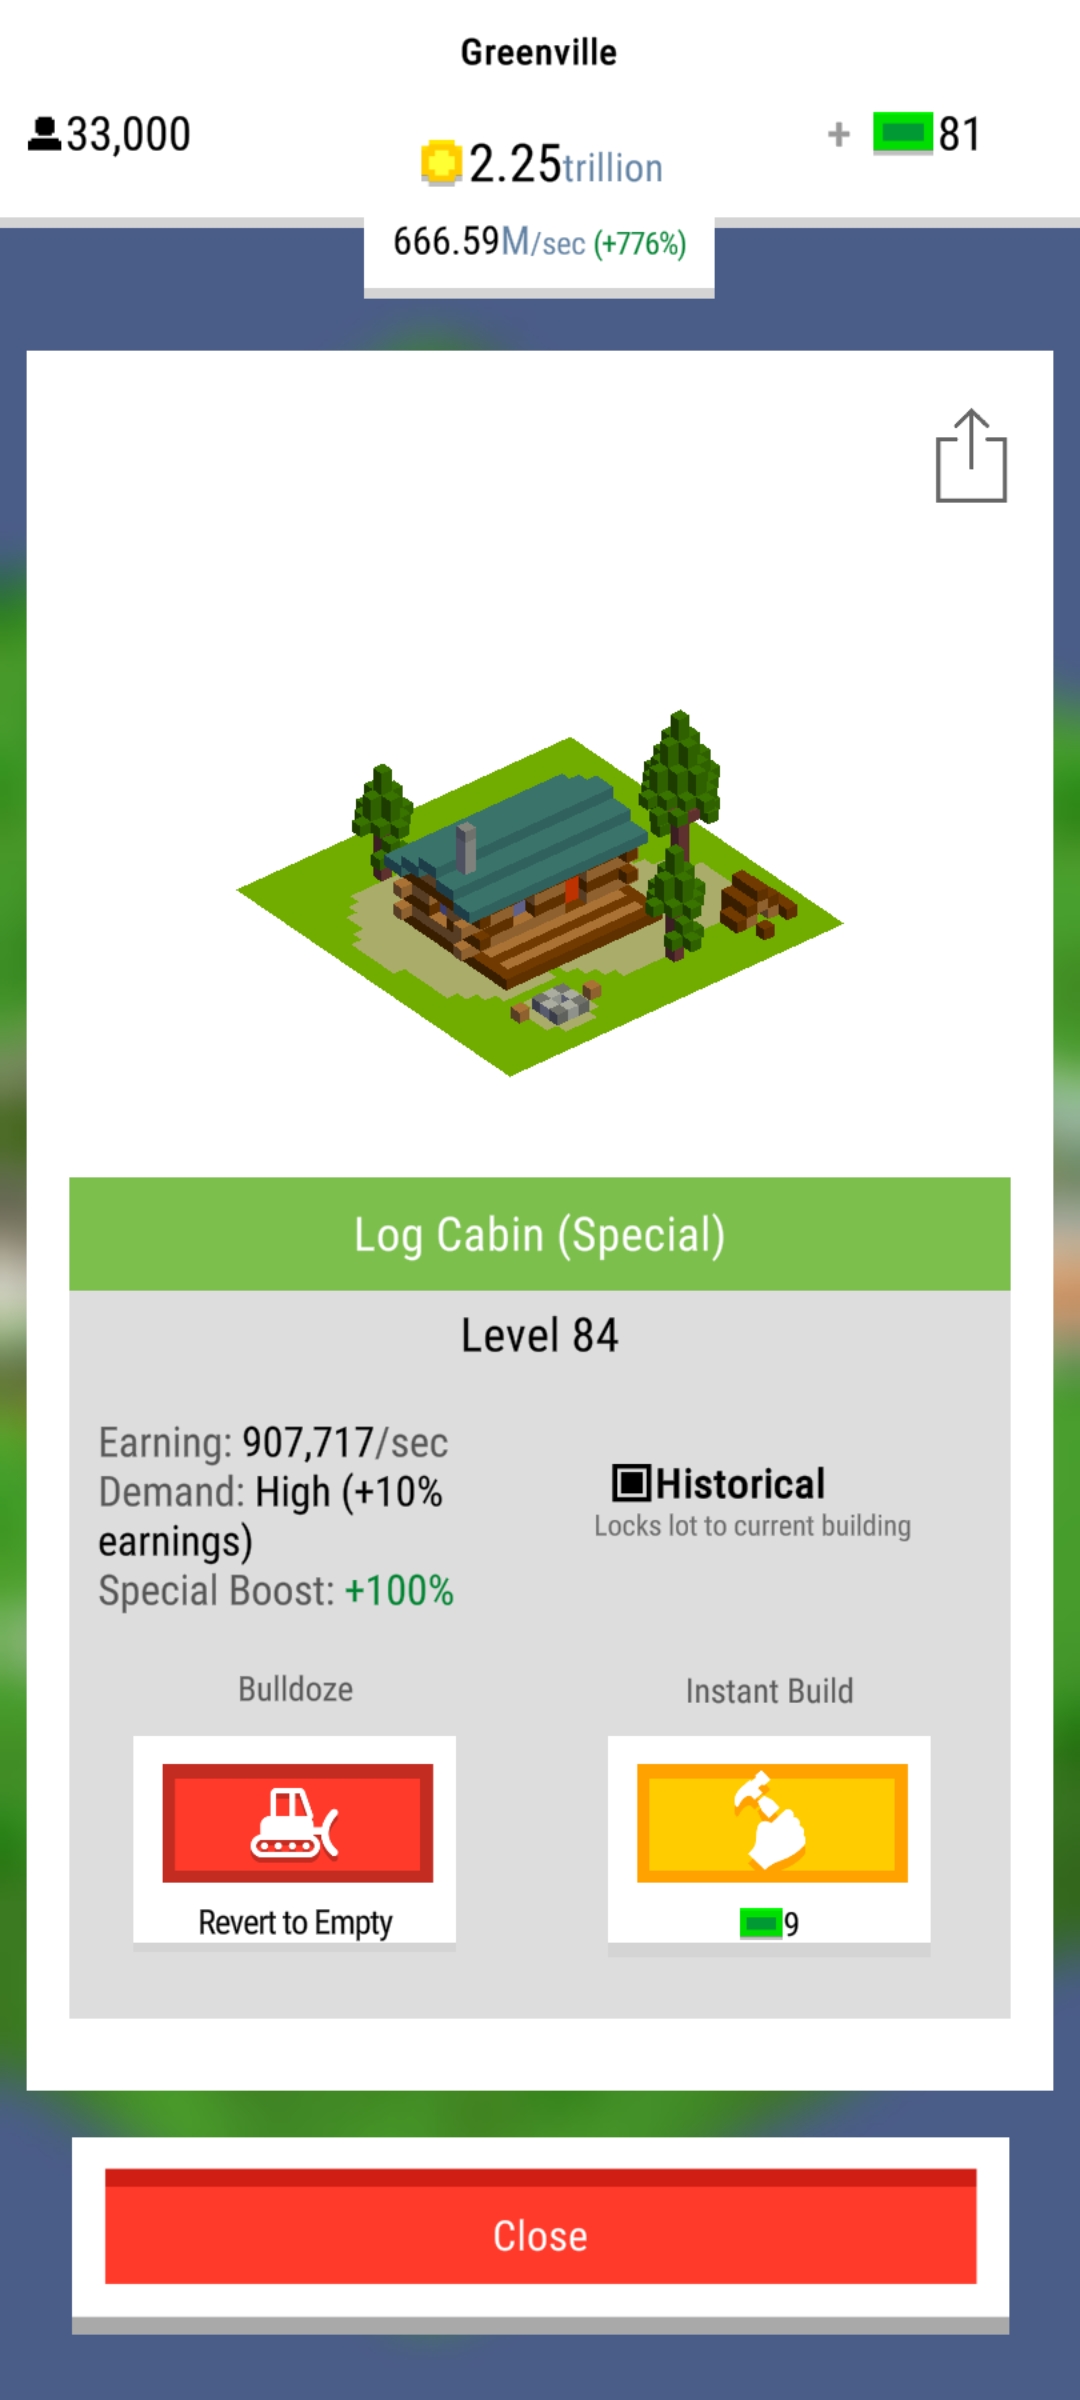 Greenville
33,000
2.25trillion
+ 81
666.59M/sec (+776%)
Log Cabin (Special)
Level 84
Earning: 907,717/sec
Demand: High (+10%
earnings)
Special Boost: +100%
Historical
Locks lot to current building
Bulldoze
Revert to Empty
Instant Build
9
Close